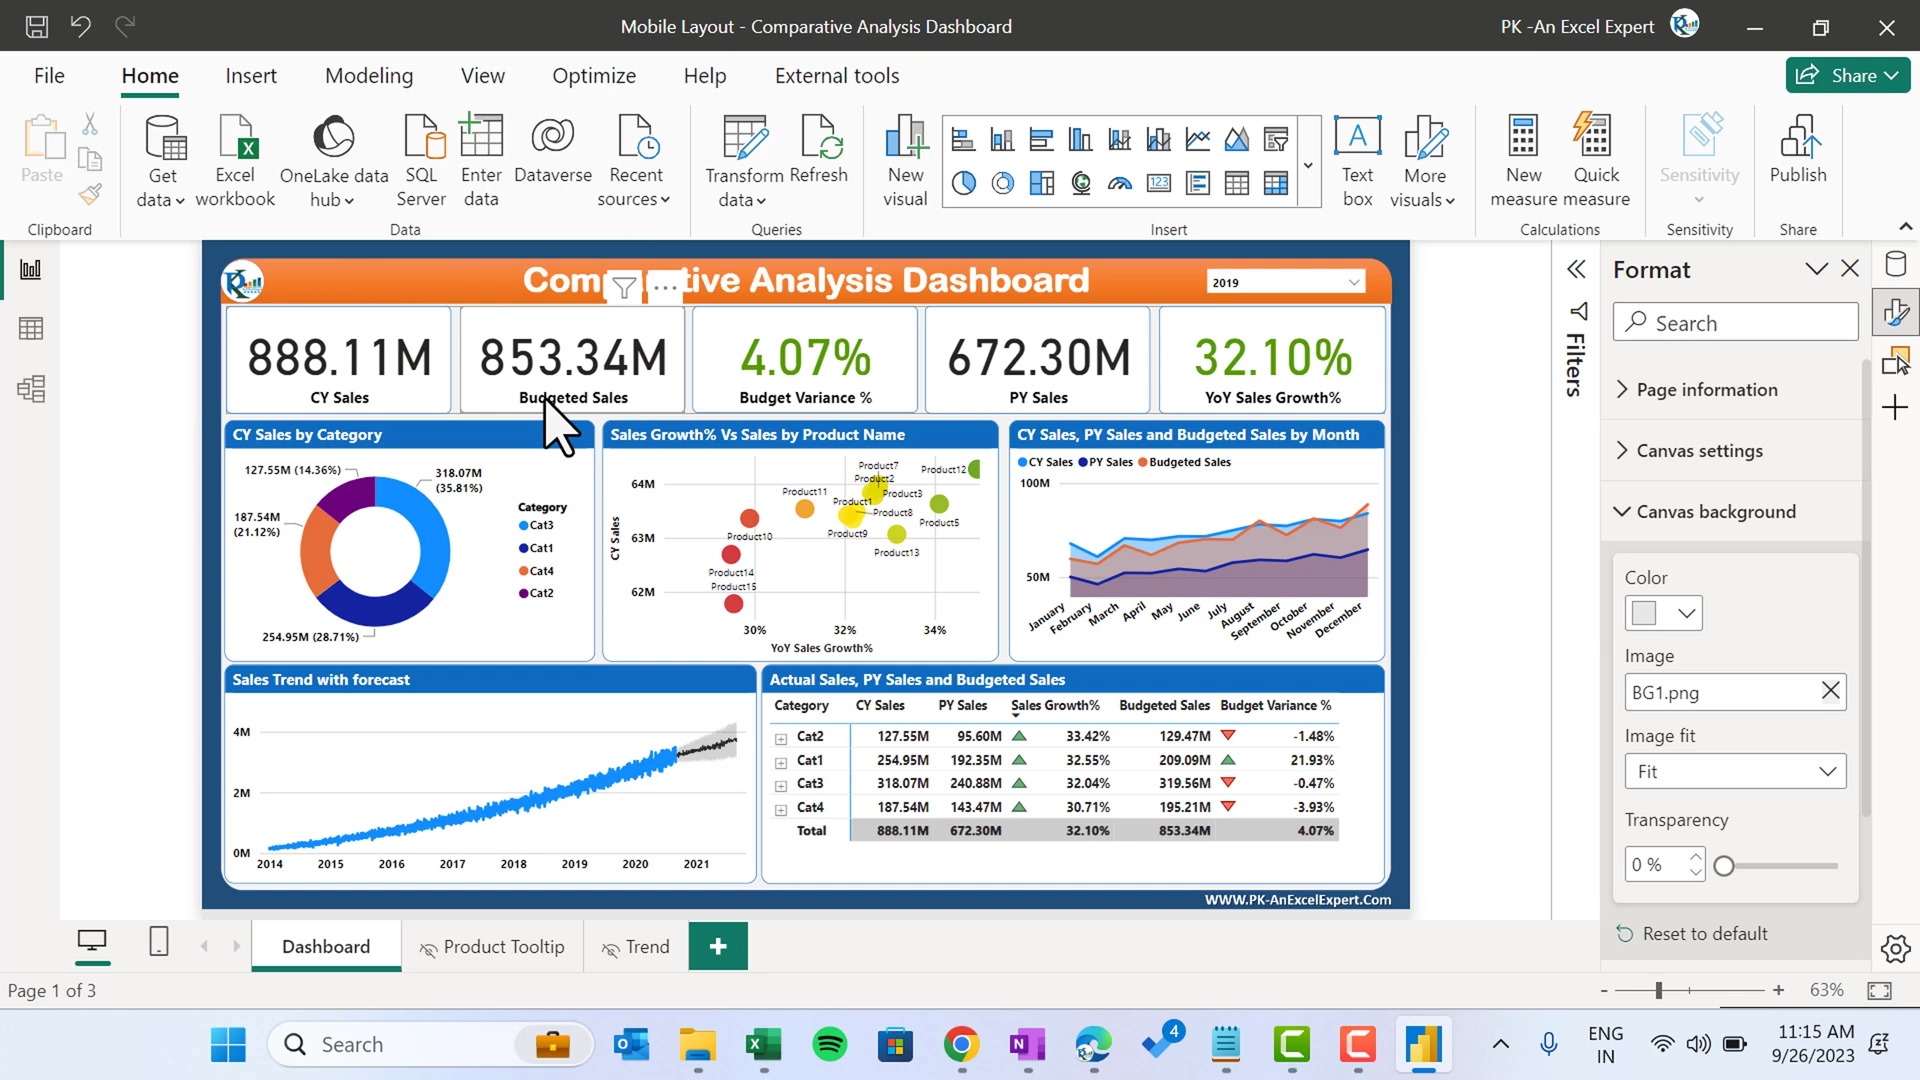 Mobile Layout - Comparative Analysis Dashboard
PK -An Excel Expert
File Home Insert Modeling View Optimize Help External tools
Share
Paste
Get data
Excel workbook
OneLake data hub
SQL Server
Enter data
Dataverse
Recent sources
Transform data
Refresh
New visual
123
A
Text box
More visuals
New measure
Quick measure
Sensitivity
Publish
Clipboard
Data
Queries
Insert
Calculations
Sensitivity
Share
Comparative Analysis Dashboard
2019
888.11M
CY Sales
853.34M
Budgeted Sales
4.07%
Budget Variance %
672.30M
PY Sales
32.10%
YoY Sales Growth%
CY Sales by Category
127.55M (14.36%)
318.07M
(35.81%)
187.54M
(21.12%)
254.95M (28.71%)
Category
Cat3
Cat1
Cat4
Cat2
Sales Growth% Vs Sales by Product Name
CY Sales
64M
63M
62M
Product7
Product12
Product2
Product11
Product3
Product1
Product8
Product5
Product10
Product9
Product13
Product14
Product15
30% 32% 34%
YoY Sales Growth%
CY Sales, PY Sales and Budgeted Sales by Month
CY Sales PY Sales Budgeted Sales
100M
50M
January February March April May June July August September October November December
Sales Trend with forecast
4M
2M
0M
2014 2015 2016 2017 2018 2019 2020 2021
Actual Sales, PY Sales and Budgeted Sales
Category CY Sales PY Sales Sales Growth% Budgeted Sales Budget Variance %
Cat2 127.55M 95.60M 33.42% 129.47M -1.48%
Cat1 254.95M 192.35M 32.55% 209.09M 21.93%
Cat3 318.07M 240.88M 32.04% 319.56M -0.47%
Cat4 187.54M 143.47M 30.71% 195.21M -3.93%
Total 888.11M 672.30M 32.10% 853.34M 4.07%
WWW.PK-AnExcelExpert.Com
Filters
Format
Search
Page information
Canvas settings
Canvas background
Color
Image
BG1.png
Image fit
Fit
Transparency
0 %
Reset to default
Dashboard Product Tooltip Trend
Page 1 of 3
63%
Search
4
ENG
IN
11:15 AM
9/26/2023